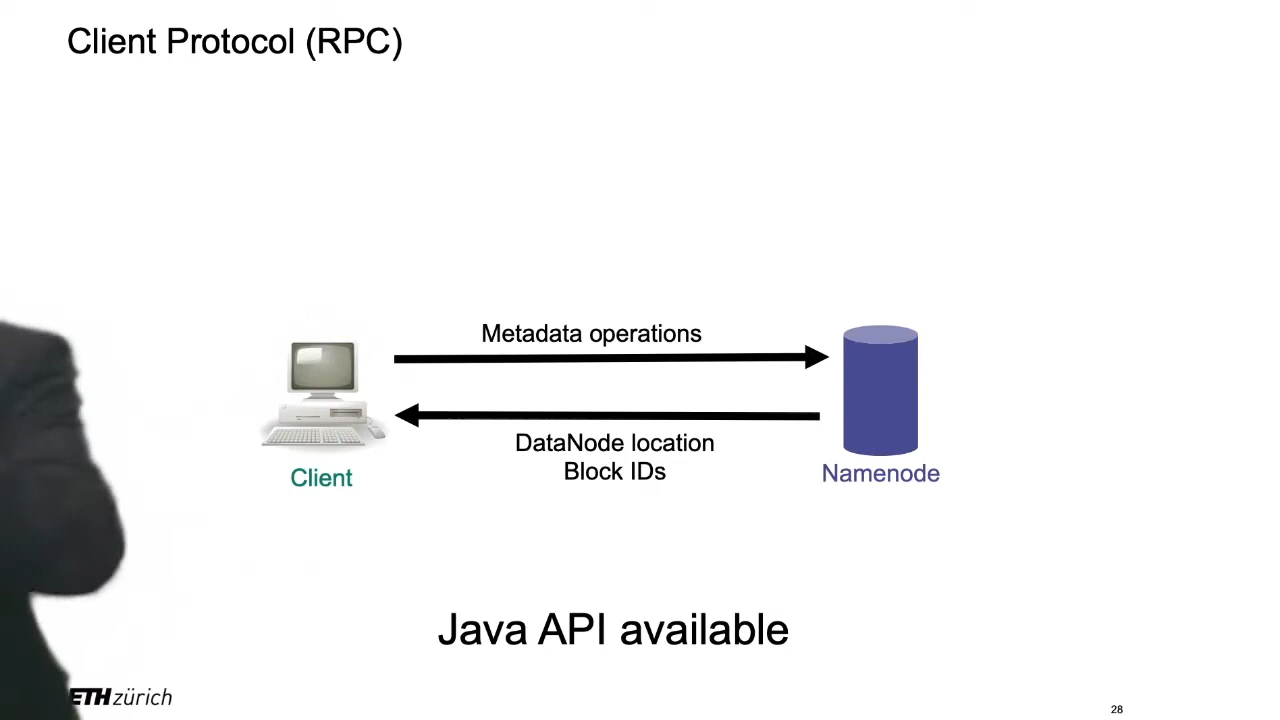 Client Protocol (RPC)
Metadata operations
DataNode location
Block IDs
Client
Namenode
Java API available
ETH zürich
28